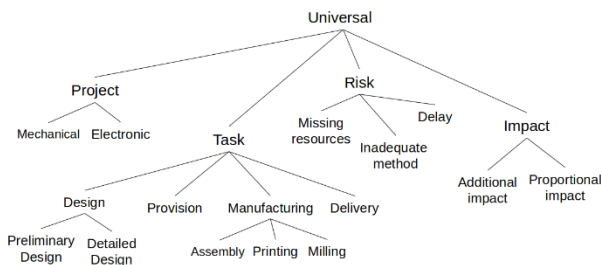 Universal
Project
Risk
Mechanical Electronic
Missing
resources
Delay
Inadequate
method
Impact
Task
Additional
impact
Proportional
impact
Design
Provision
Manufacturing
Delivery
Preliminary
Design
Detailed
Design
Assembly Printing Milling